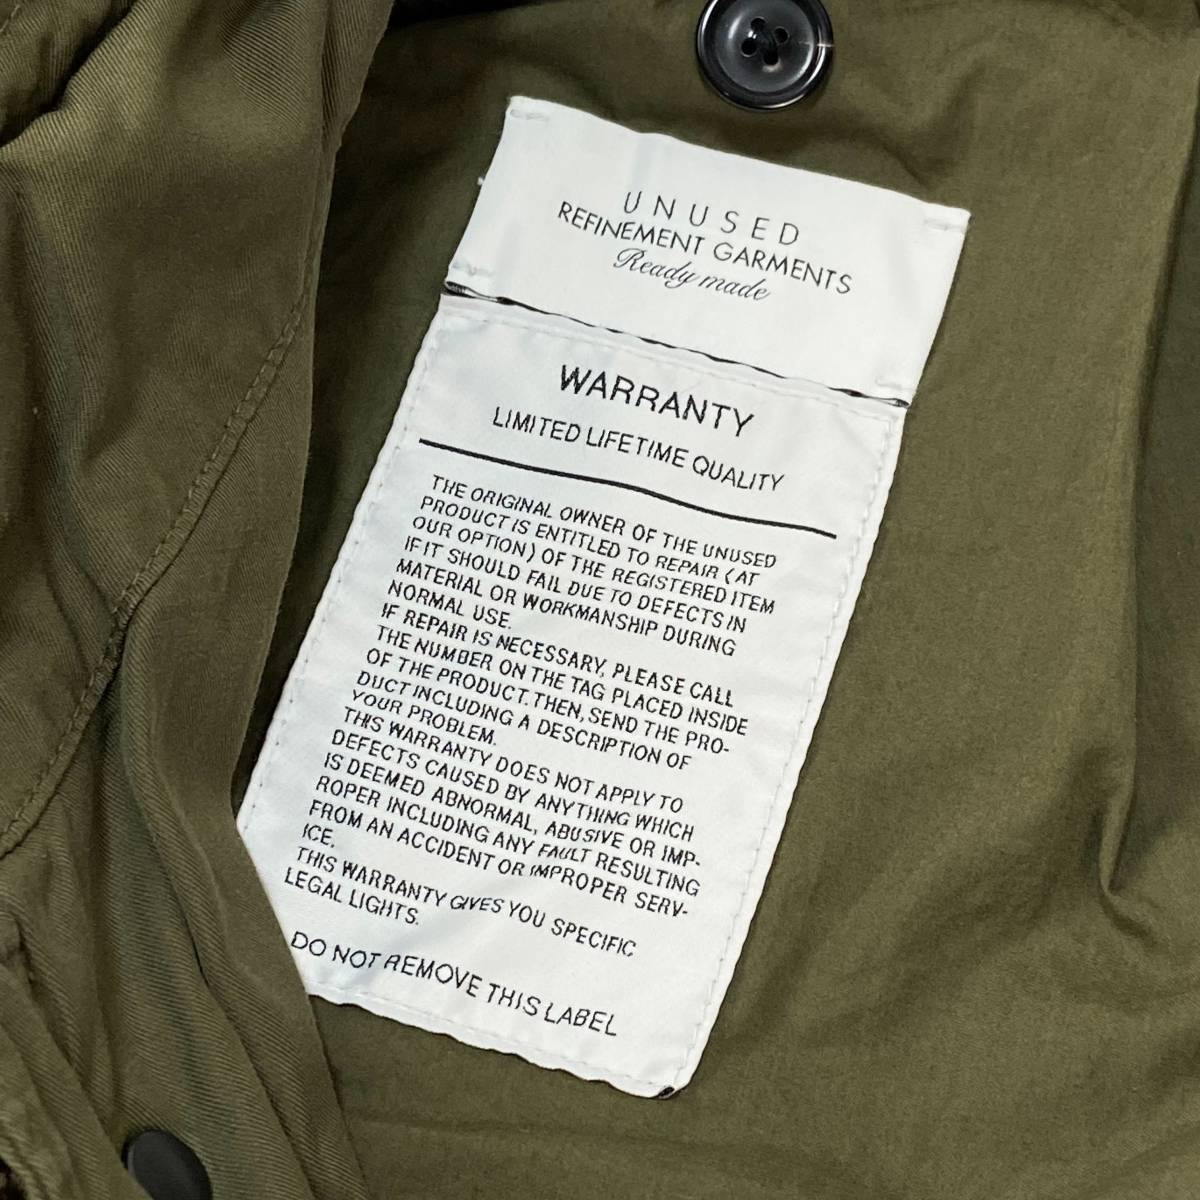 UNUSED
REFINEMENT GARMENTS
Ready made
WARRANTY
LIMITED LIFETIME QUALITY
THE ORIGINAL OWNER OF THE UNUSED
PRODUCT IS ENTITLED TO REPAIR (AT
OUR OPTION) OF THE REGISTERED ITEM
IF IT SHOULD FAIL DUE TO DEFECTS IN
MATERIAL OR WORKMANSHIP DURING
NORMAL USE.
IF REPAIR IS NECESSARY, PLEASE CALL
THE NUMBER ON THE TAG PLACED INSIDE
OF THE PRODUCT. THEN, SEND THE PRO-
DUCT INCLUDING A DESCRIPTION OF
YOUR PROBLEM.
THIS WARRANTY DOES NOT APPLY TO
DEFECTS CAUSED BY ANYTHING WHICH
IS DEEMED ABNORMAL, ABUSIVE OR IMP-
ROPER INCLUDING ANY FAULT RESULTING
FROM AN ACCIDENT OR IMPROPER SERV-
ICE.
THIS WARRANTY GIVES YOU SPECIFIC
LEGAL LIGHTS.
DO NOT REMOVE THIS LABEL